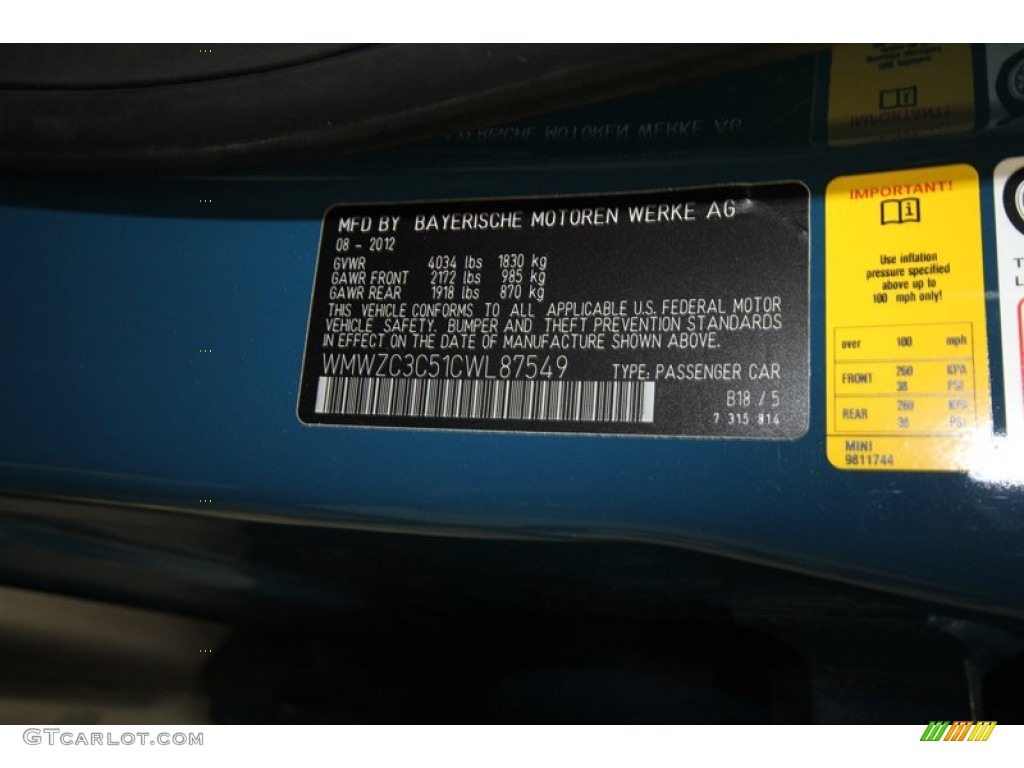 MFD BY BAYERISCHE MOTOREN WERKE AG
08 - 2012
GVWR 4034 lbs 1830 kg
GAWR FRONT 2172 lbs 985 kg
GAWR REAR 1918 lbs 870 kg
THIS VEHICLE CONFORMS TO ALL APPLICABLE U.S. FEDERAL MOTOR
VEHICLE SAFETY, BUMPER AND THEFT PREVENTION STANDARDS
IN EFFECT ON THE DATE OF MANUFACTURE SHOWN ABOVE.
WMWZC3C51CWL87549 TYPE: PASSENGER CAR
B18 / 5
7 315 814
IMPORTANT!
Use inflation
pressure specified
above up to
100 mph only!
over 100 mph
FRONT 260 KPA
38 PSI
REAR 260 KPA
38 PSI
MINI
9811744
GTCarlot.com